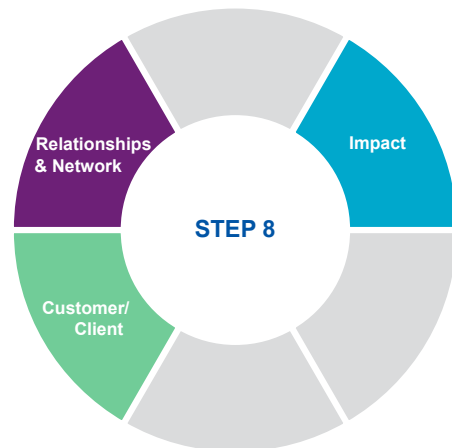 Relationships
& Network
Impact
STEP 8
Customer/
Client